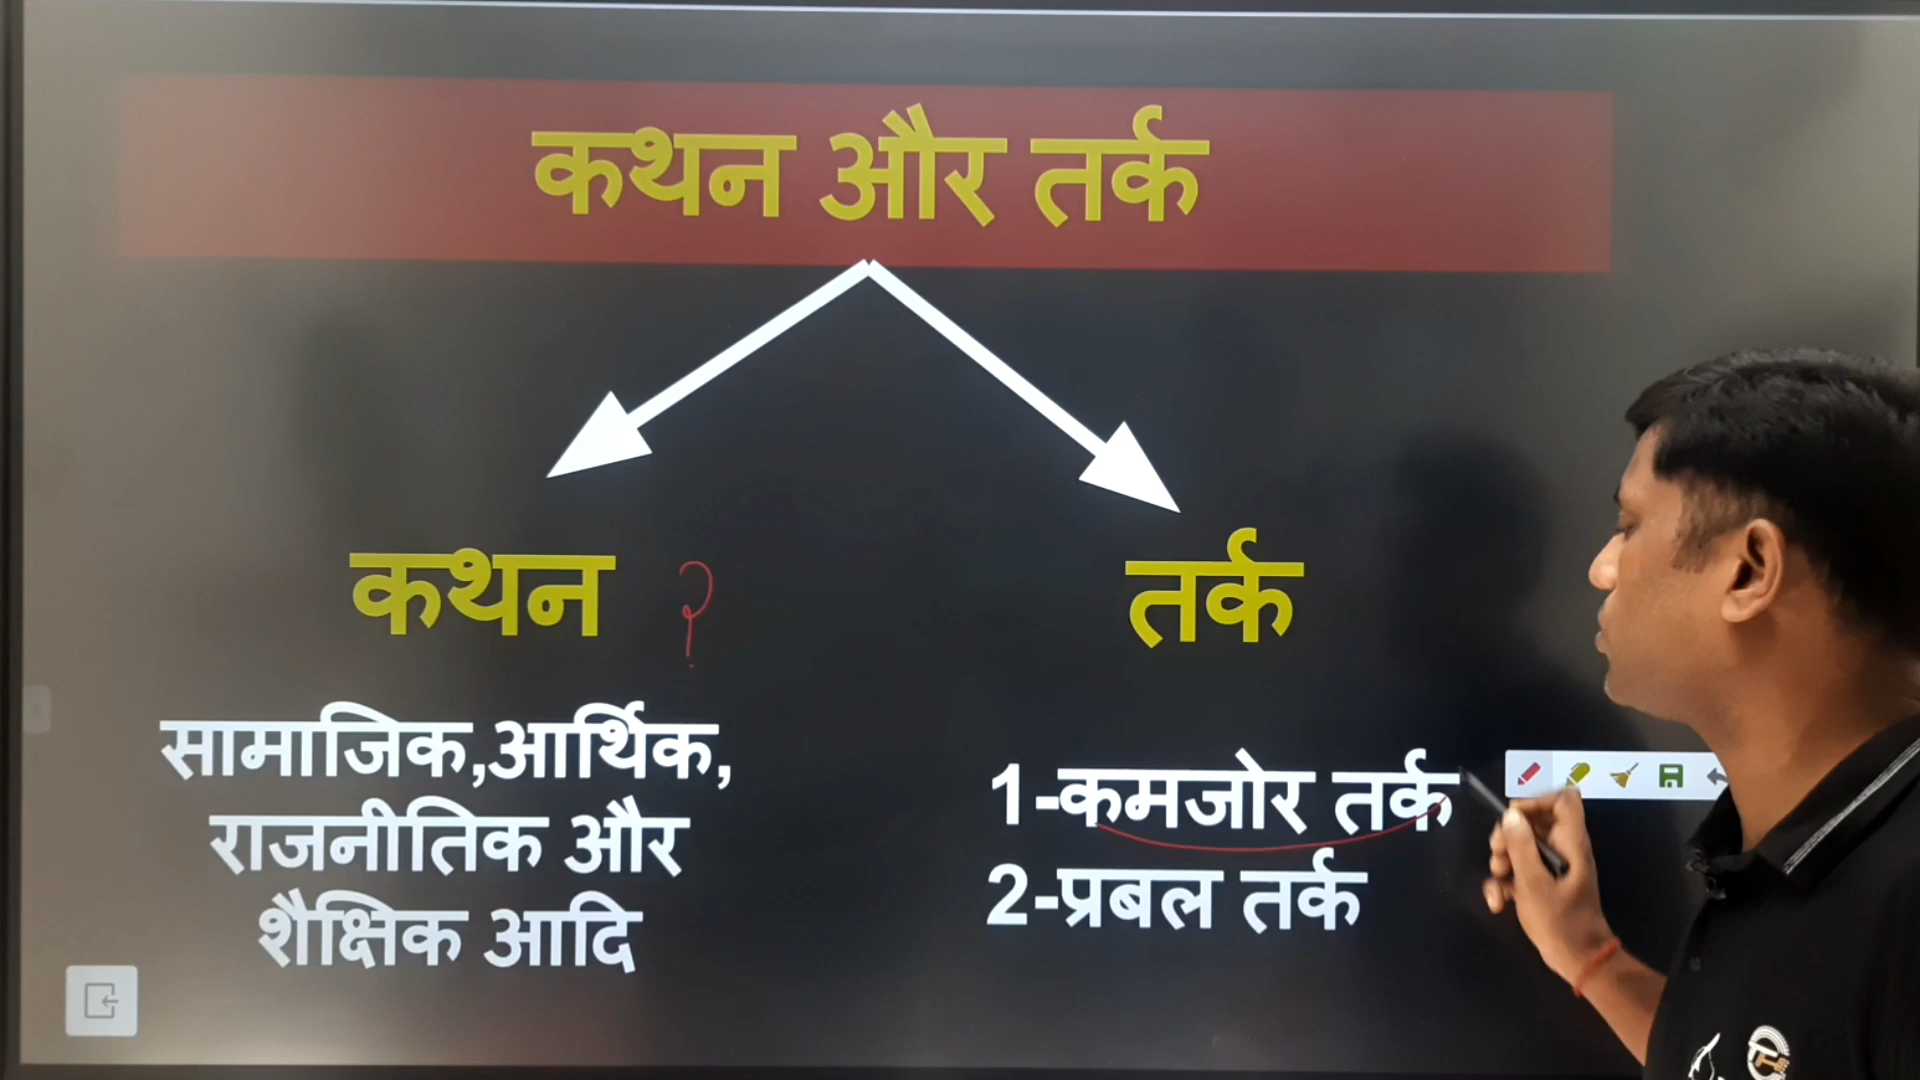 कथन और तर्क
कथन ?
सामाजिक,आर्थिक,
राजनीतिक और
शैक्षिक आदि
तर्क
1-कमजोर तर्क
2-प्रबल तर्क